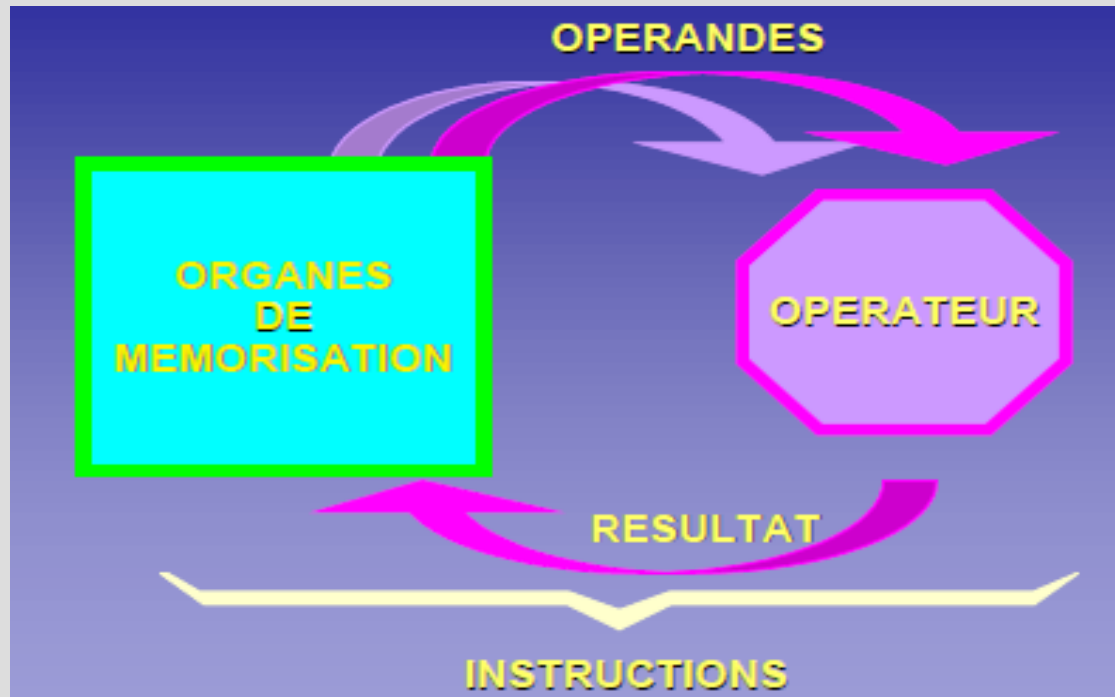 OPERANDES
ORGANES
DE
MEMORISATION
OPERATEUR
RESULTAT
INSTRUCTIONS